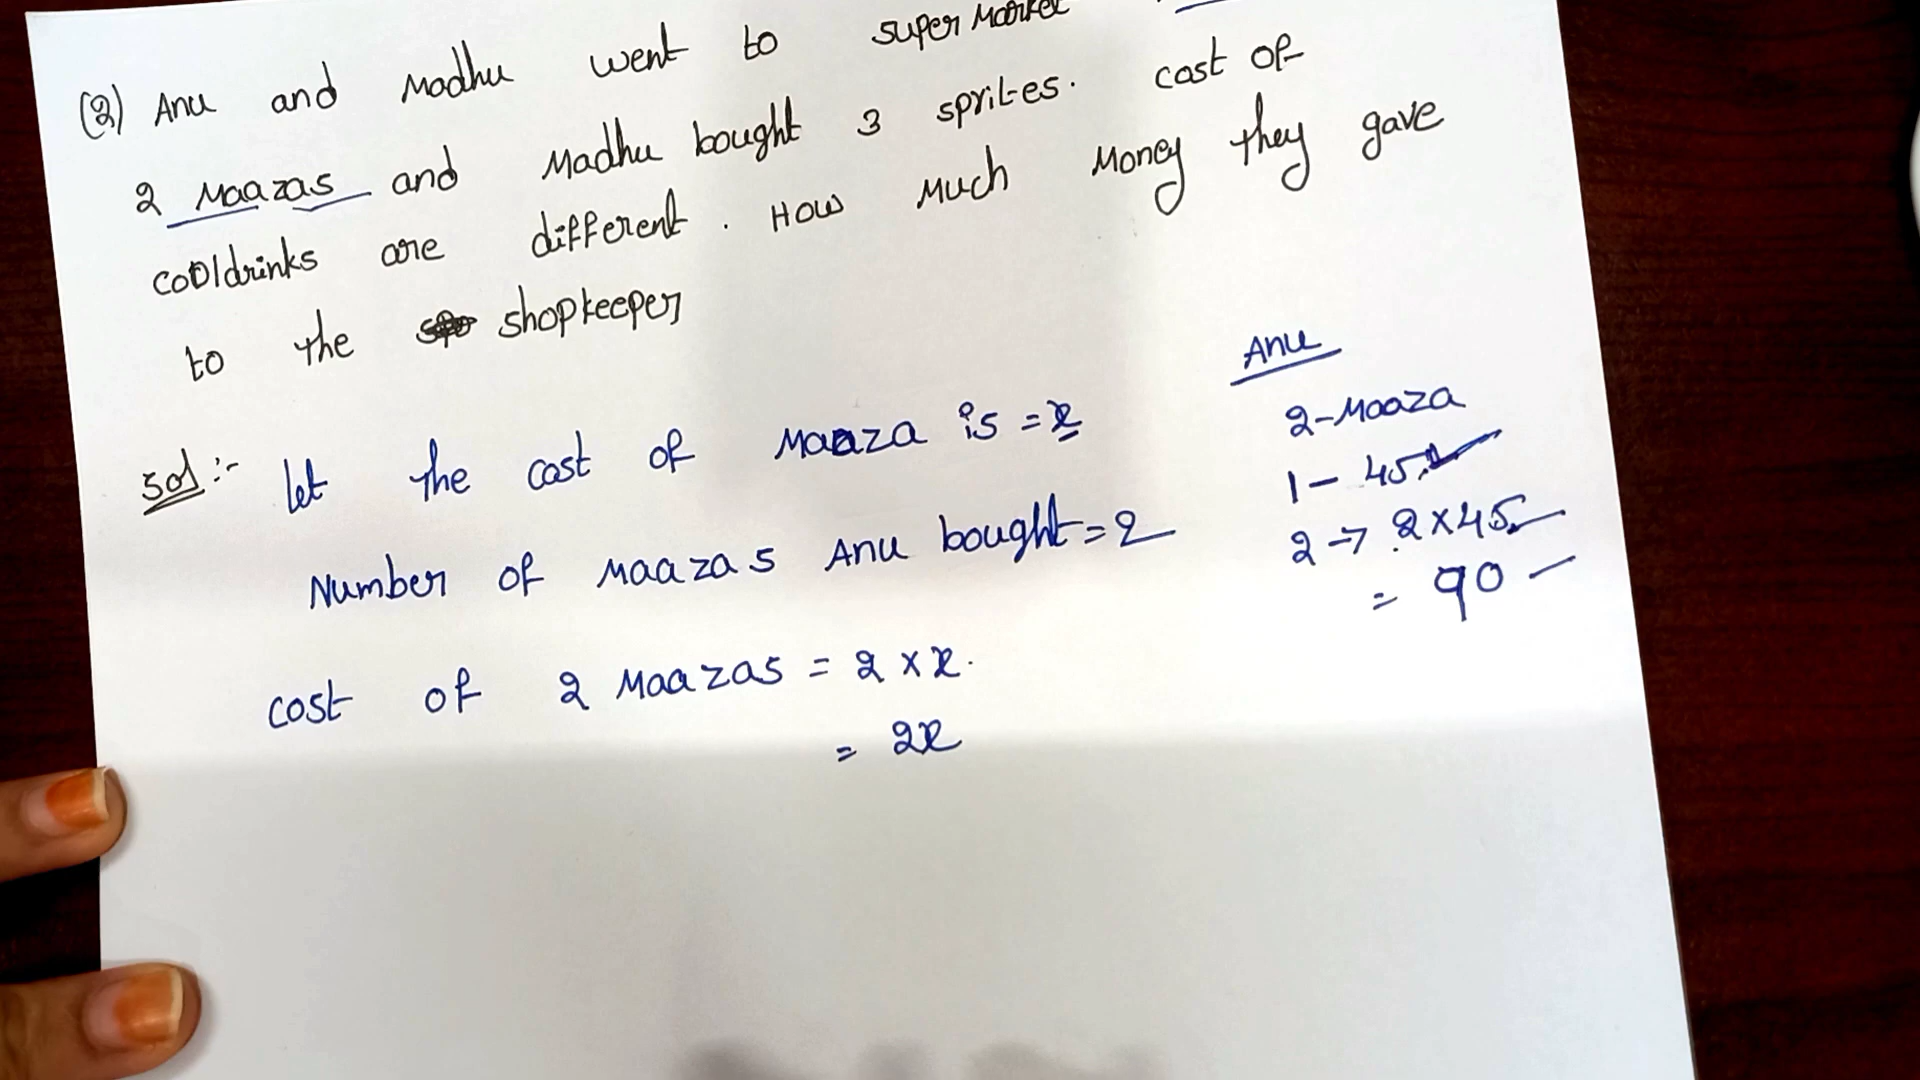 (2) Anu and Madhu went to super Market
2 Maazas and Madhu bought 3 sprites. cost of
cooldrinks are different. How Much Money they gave
to the shopkeeper
Sol:- let the cost of Maaza is = x
Number of Maazas Anu bought = 2
cost of 2 Maazas = 2 × x.
= 2x
Anu
2-Maaza
1 - 45
2 → 2×45
= 90